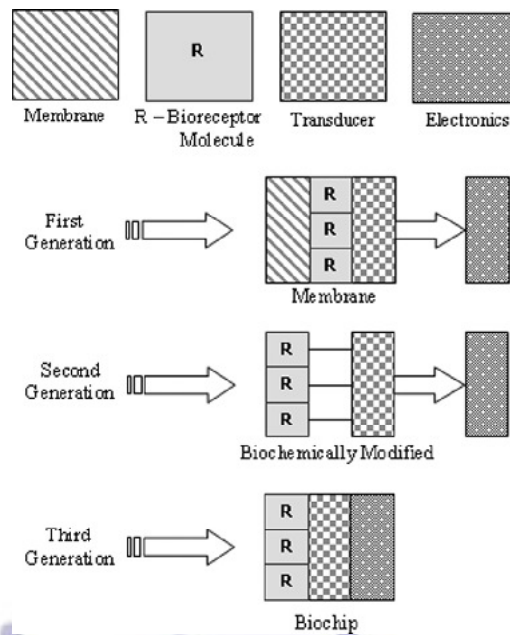 R
Membrane
R – Bioreceptor
Molecule
Transducer
Electronics
First
Generation
R
R
R
Membrane
Second
Generation
R
R
R
Biochemically Modified
Third
Generation
R
R
R
Biochip